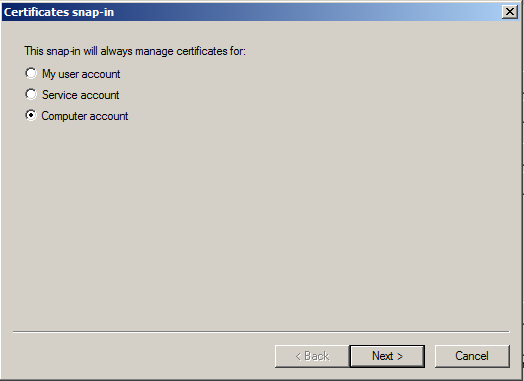 Certificates snap-in
This snap-in will always manage certificates for:
My user account
Service account
Computer account
< Back Next > Cancel